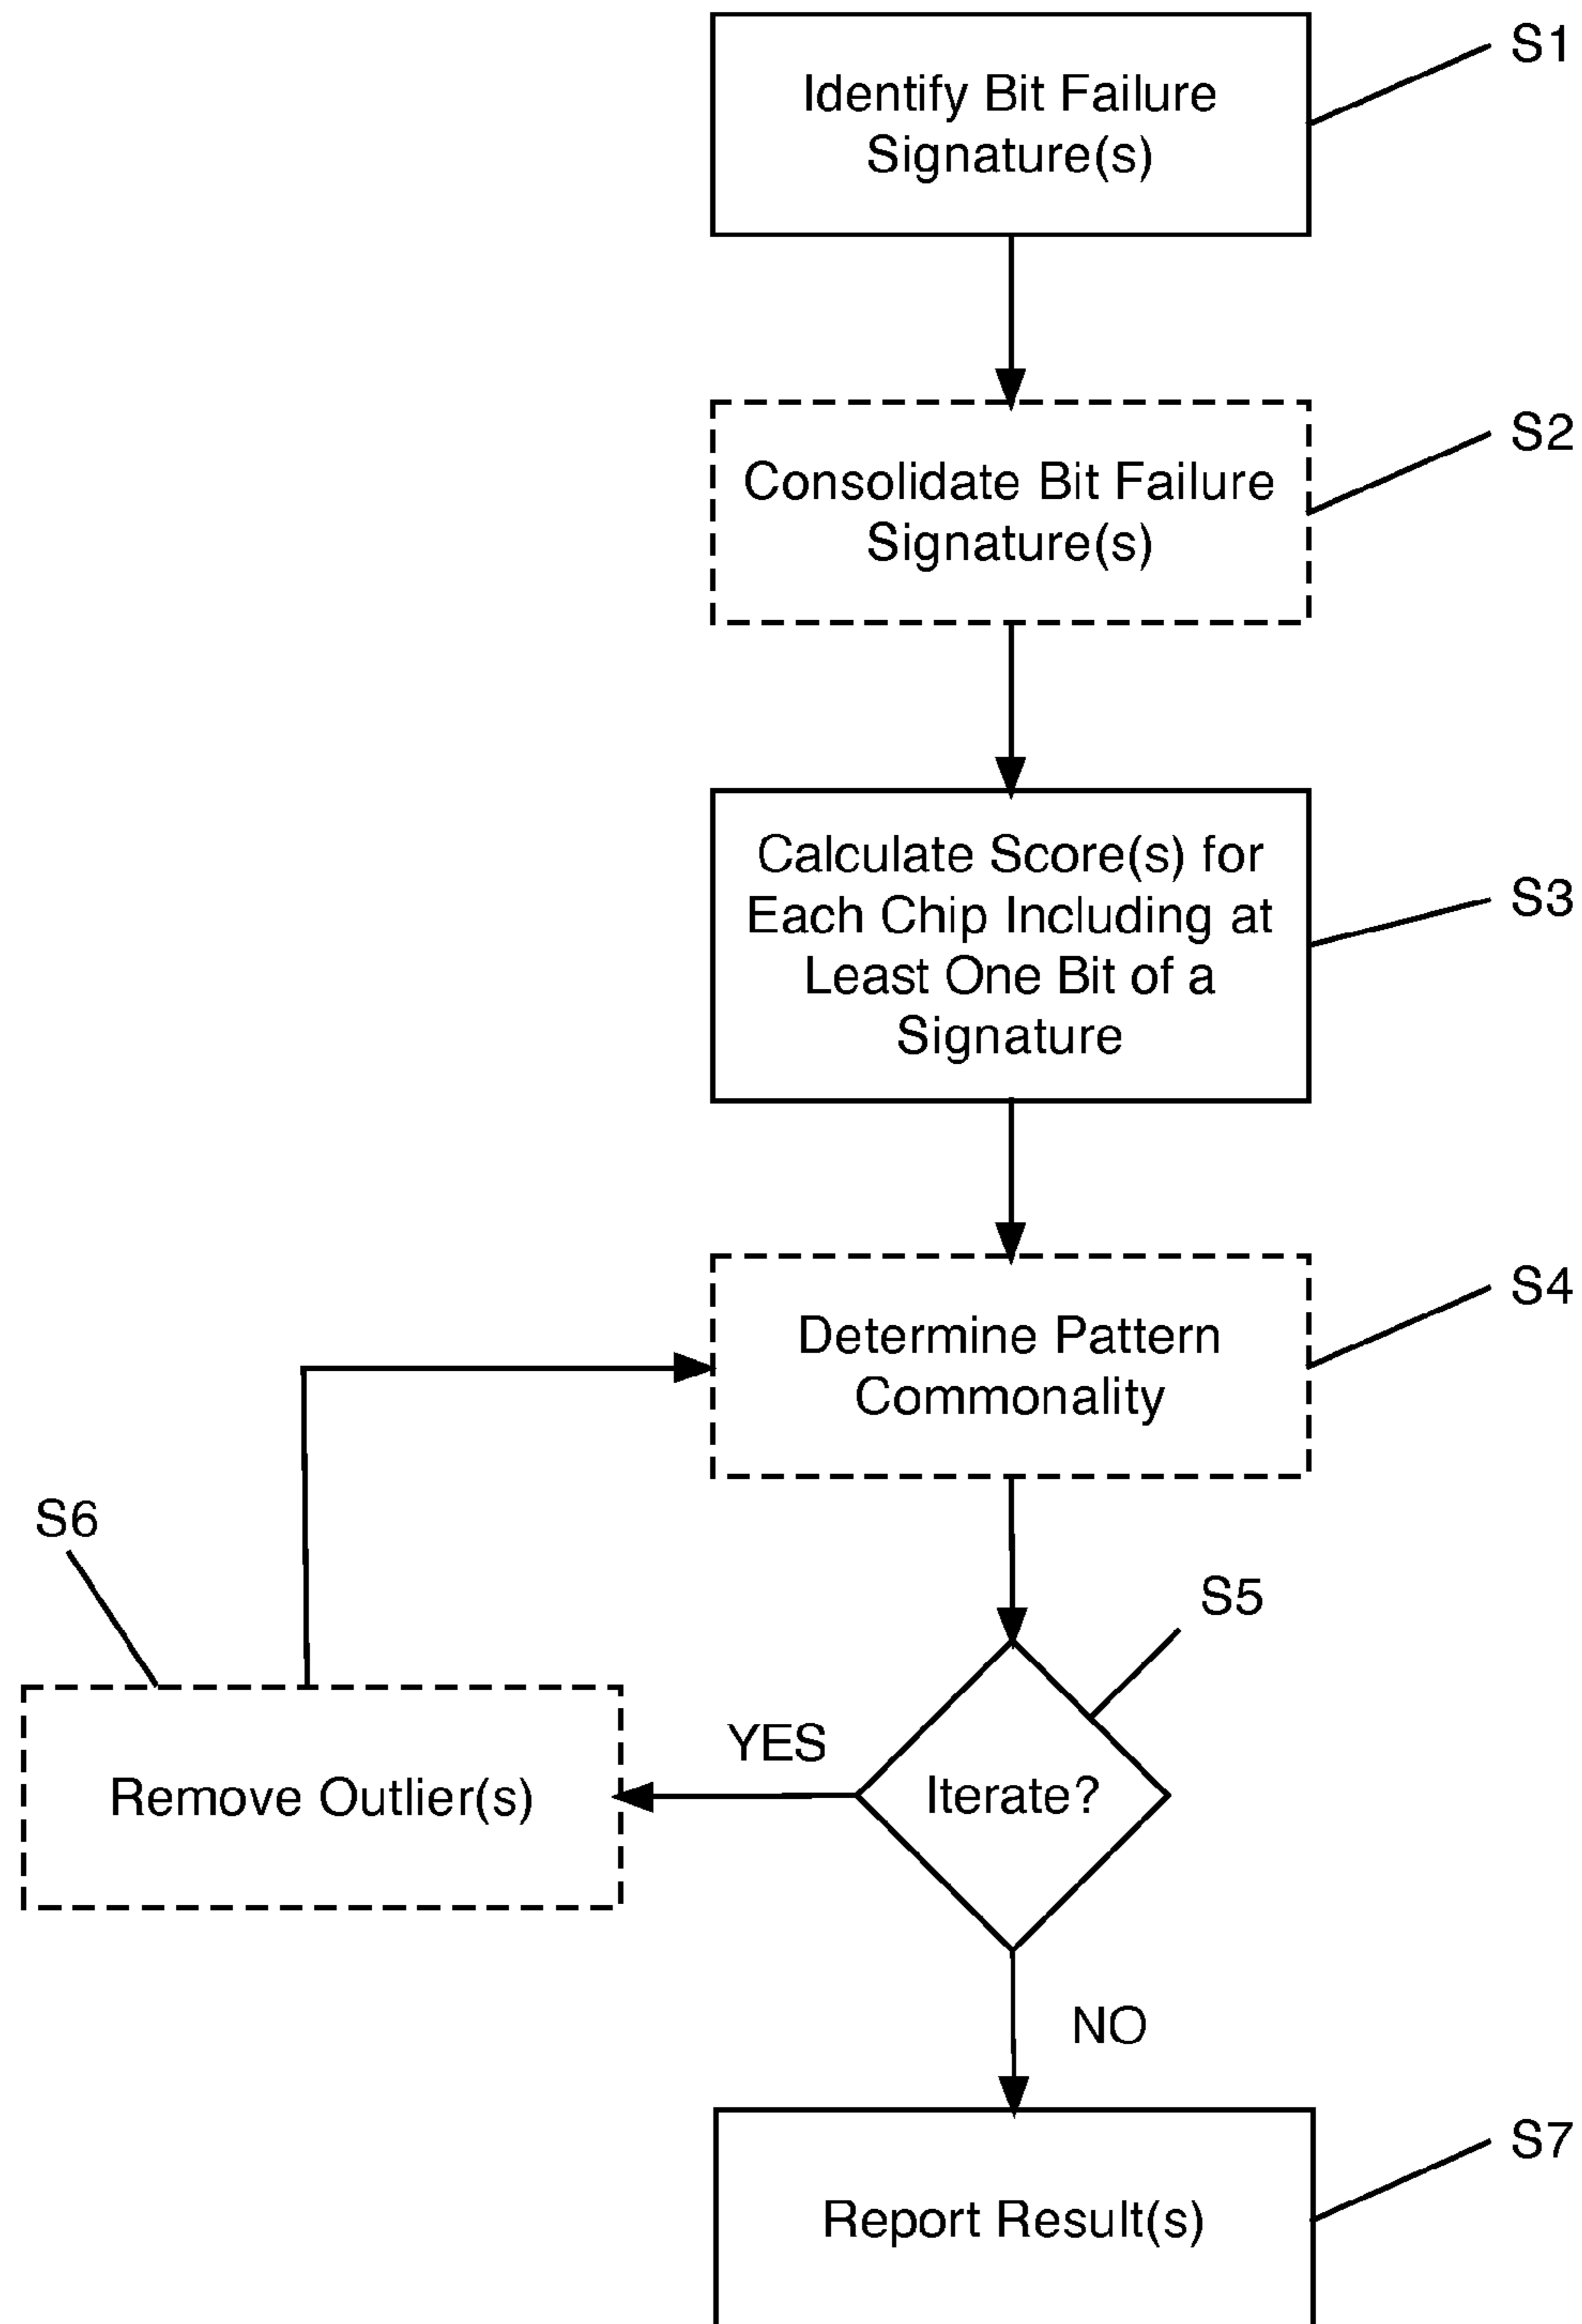 Identify Bit Failure
Signature(s)
S1
Consolidate Bit Failure
Signature(s)
S2
Calculate Score(s) for
Each Chip Including at
Least One Bit of a
Signature
S3
Determine Pattern
Commonality
S4
S6
S5
YES
Iterate?
Remove Outlier(s)
NO
Report Result(s)
S7